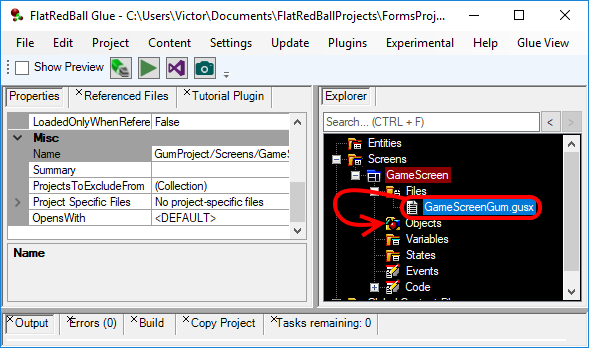 FlatRedBall Glue - C:\Users\Victor\Documents\FlatRedBallProjects\FormsProj...
File Edit Project Content Settings Update Plugins Experimental Help Glue View
Show Preview
Properties Referenced Files Tutorial Plugin
LoadedOnlyWhenRefere False
Misc
Name GumProject/Screens/GameS
Summary
ProjectsToExcludeFrom (Collection)
Project Specific Files No project-specific files
OpensWith <DEFAULT>
Name
Explorer
Search... (CTRL + F)
Entities
Screens
GameScreen
Files
GameScreenGum.gusx
Objects
Variables
States
Events
Code
Output Errors (0) Build Copy Project Tasks remaining: 0